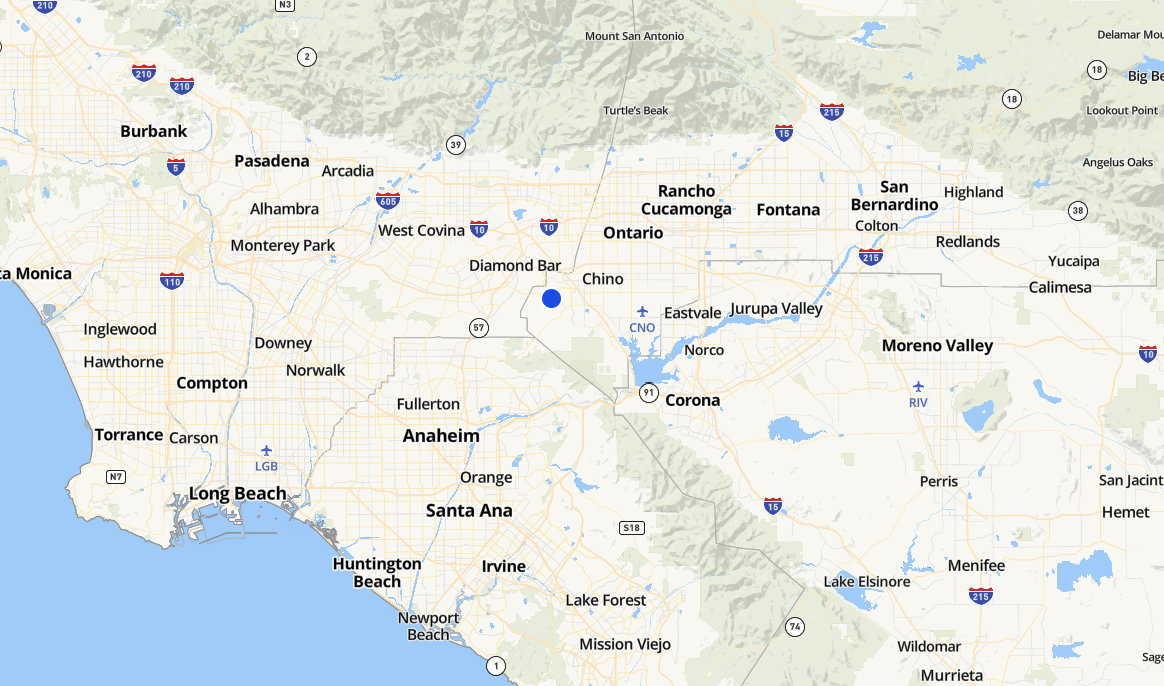 210
N3
Mount San Antonio
Delamar Mou
2
210
18
Big Be
210
18
Turtle's Beak
Lookout Point
215
Burbank
15
39
Pasadena
Angelus Oaks
5
Arcadia
Rancho
Cucamonga
San
Bernardino
Highland
605
Alhambra
Fontana
38
West Covina
10
10
Ontario
Colton
Monterey Park
Redlands
215
Diamond Bar
Yucaipa
ta Monica
110
Chino
Calimesa
Eastvale
Jurupa Valley
CNO
Inglewood
57
Downey
Norco
Moreno Valley
10
Hawthorne
Norwalk
Compton
91
Corona
RIV
Fullerton
Torrance
Carson
Anaheim
LGB
N7
Orange
Perris
San Jacint
Long Beach
Santa Ana
15
Hemet
S18
Huntington
Beach
Irvine
Menifee
Lake Elsinore
215
Lake Forest
Newport
Beach
74
Mission Viejo
Wildomar
Sage
1
Murrieta